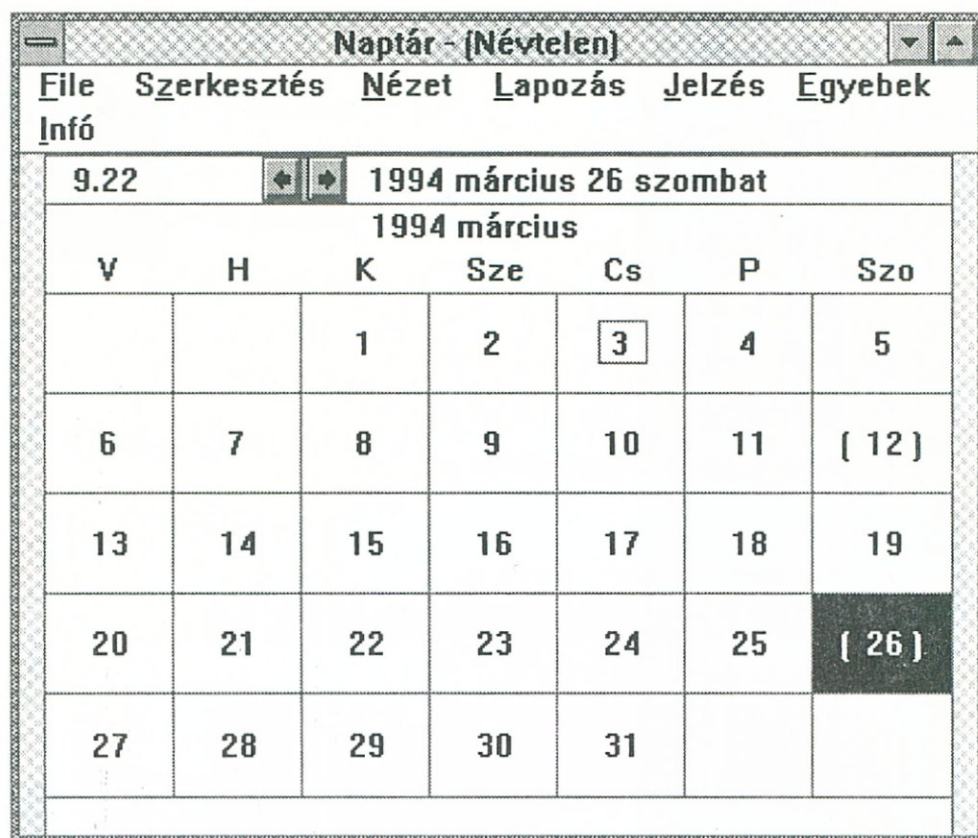 Naptár - (Névtelen)
File Szerkesztés Nézet Lapozás Jelzés Egyebek
Infó
9.22 1994 március 26 szombat
1994 március
V H K Sze Cs P Szo
1 2 3 4 5
6 7 8 9 10 11 ( 12 )
13 14 15 16 17 18 19
20 21 22 23 24 25 ( 26 )
27 28 29 30 31